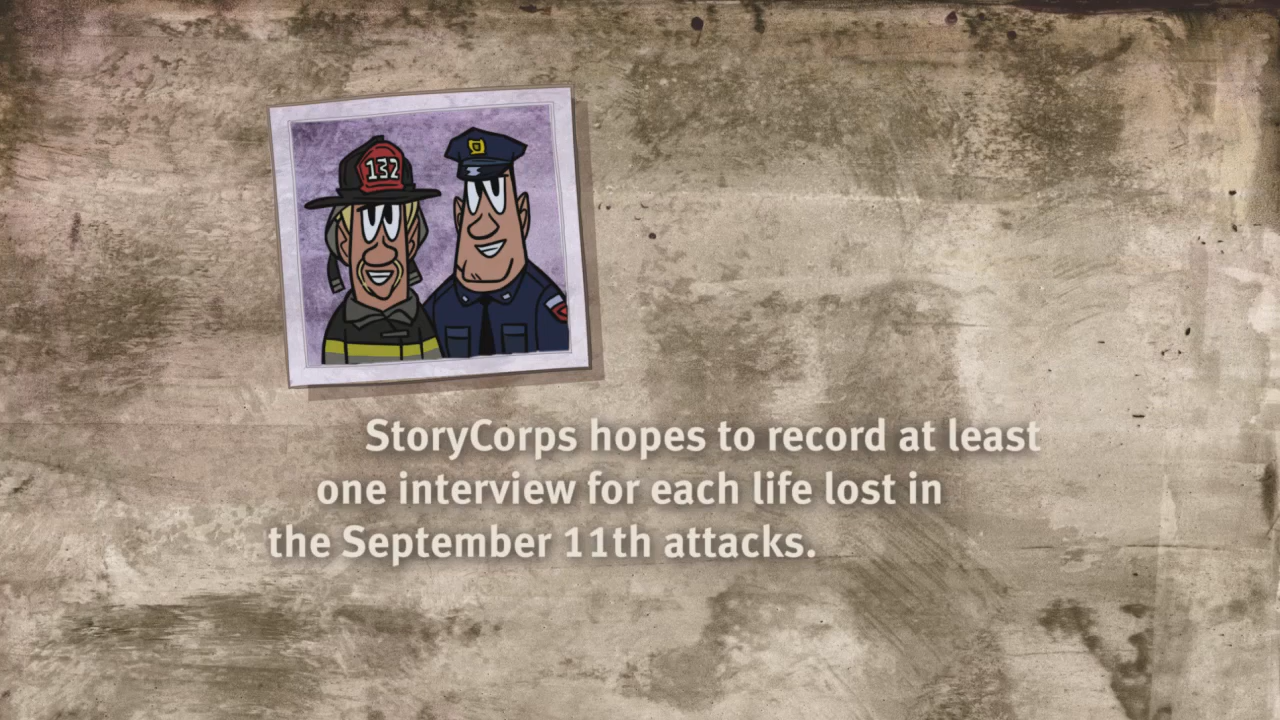 132
StoryCorps hopes to record at least
one interview for each life lost in
the September 11th attacks.